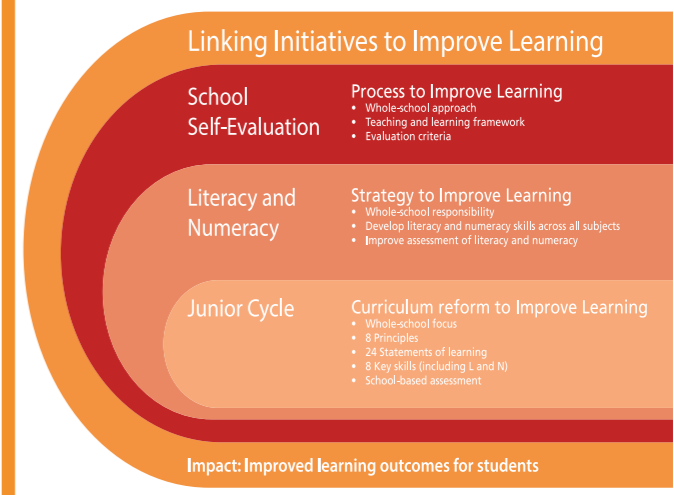 Linking Initiatives to Improve Learning
School
Self-Evaluation
Process to Improve Learning
• Whole-school approach
• Teaching and learning framework
• Evaluation criteria
Literacy and
Numeracy
Strategy to Improve Learning
• Whole-school responsibility
• Develop literacy and numeracy skills across all subjects
• Improve assessment of literacy and numeracy
Junior Cycle
Curriculum reform to Improve Learning
• Whole-school focus
• 8 Principles
• 24 Statements of learning
• 8 Key skills (including L and N)
• School-based assessment
Impact: Improved learning outcomes for students